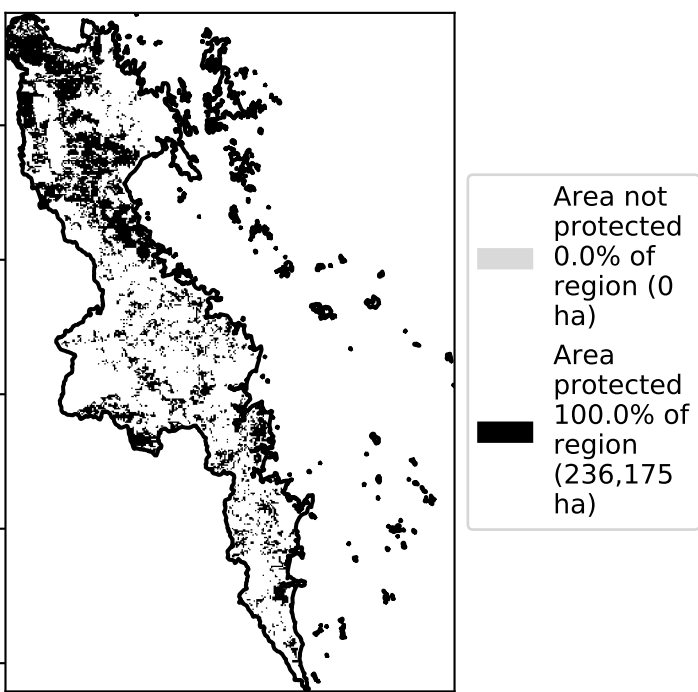 Area not
protected
0.0% of
region (0
ha)
Area
protected
100.0% of
region
(236,175
ha)